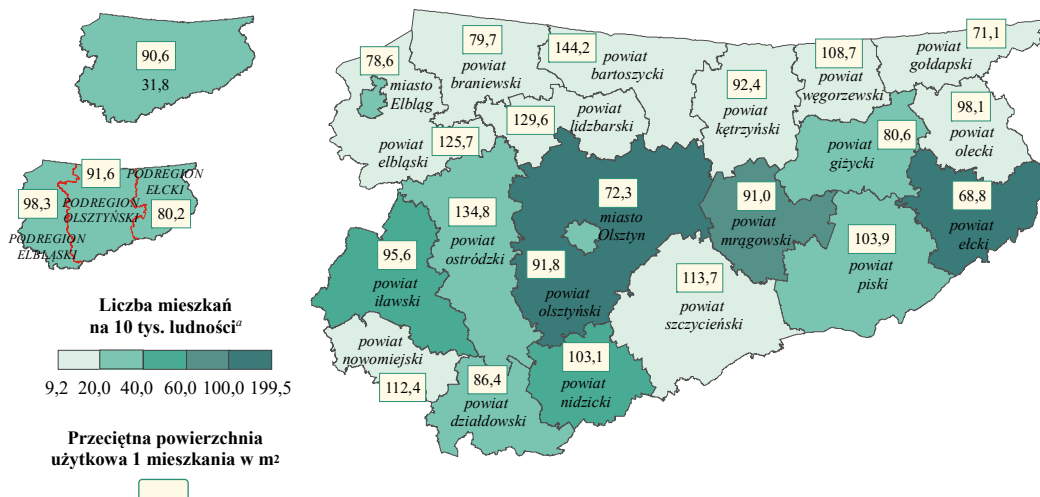 90,6
31,8
91,6
PODREGION
EŁCKI
98,3
PODREGION
OLSZTYŃSKI
80,2
PODREGION
ELBLĄSKI
Liczba mieszkań
na 10 tys. ludnościᵃ
9,2 20,0 40,0 60,0 100,0 199,5
Przeciętna powierzchnia
użytkowa 1 mieszkania w m²
78,6
miasto
Elbląg
79,7
powiat
braniewski
144,2
powiat
bartoszycki
92,4
powiat
kętrzyński
108,7
powiat
węgorzewski
71,1
powiat
gołdapski
98,1
powiat
olecki
125,7
powiat
elbląski
129,6
powiat
lidzbarski
80,6
powiat
giżycki
68,8
powiat
ełcki
134,8
powiat
ostródzki
72,3
miasto
Olsztyn
91,0
powiat
mrągowski
103,9
powiat
piski
95,6
powiat
iławski
91,8
powiat
olsztyński
113,7
powiat
szczycieński
powiat
nowomiejski
112,4
86,4
powiat
działdowski
103,1
powiat
nidzicki